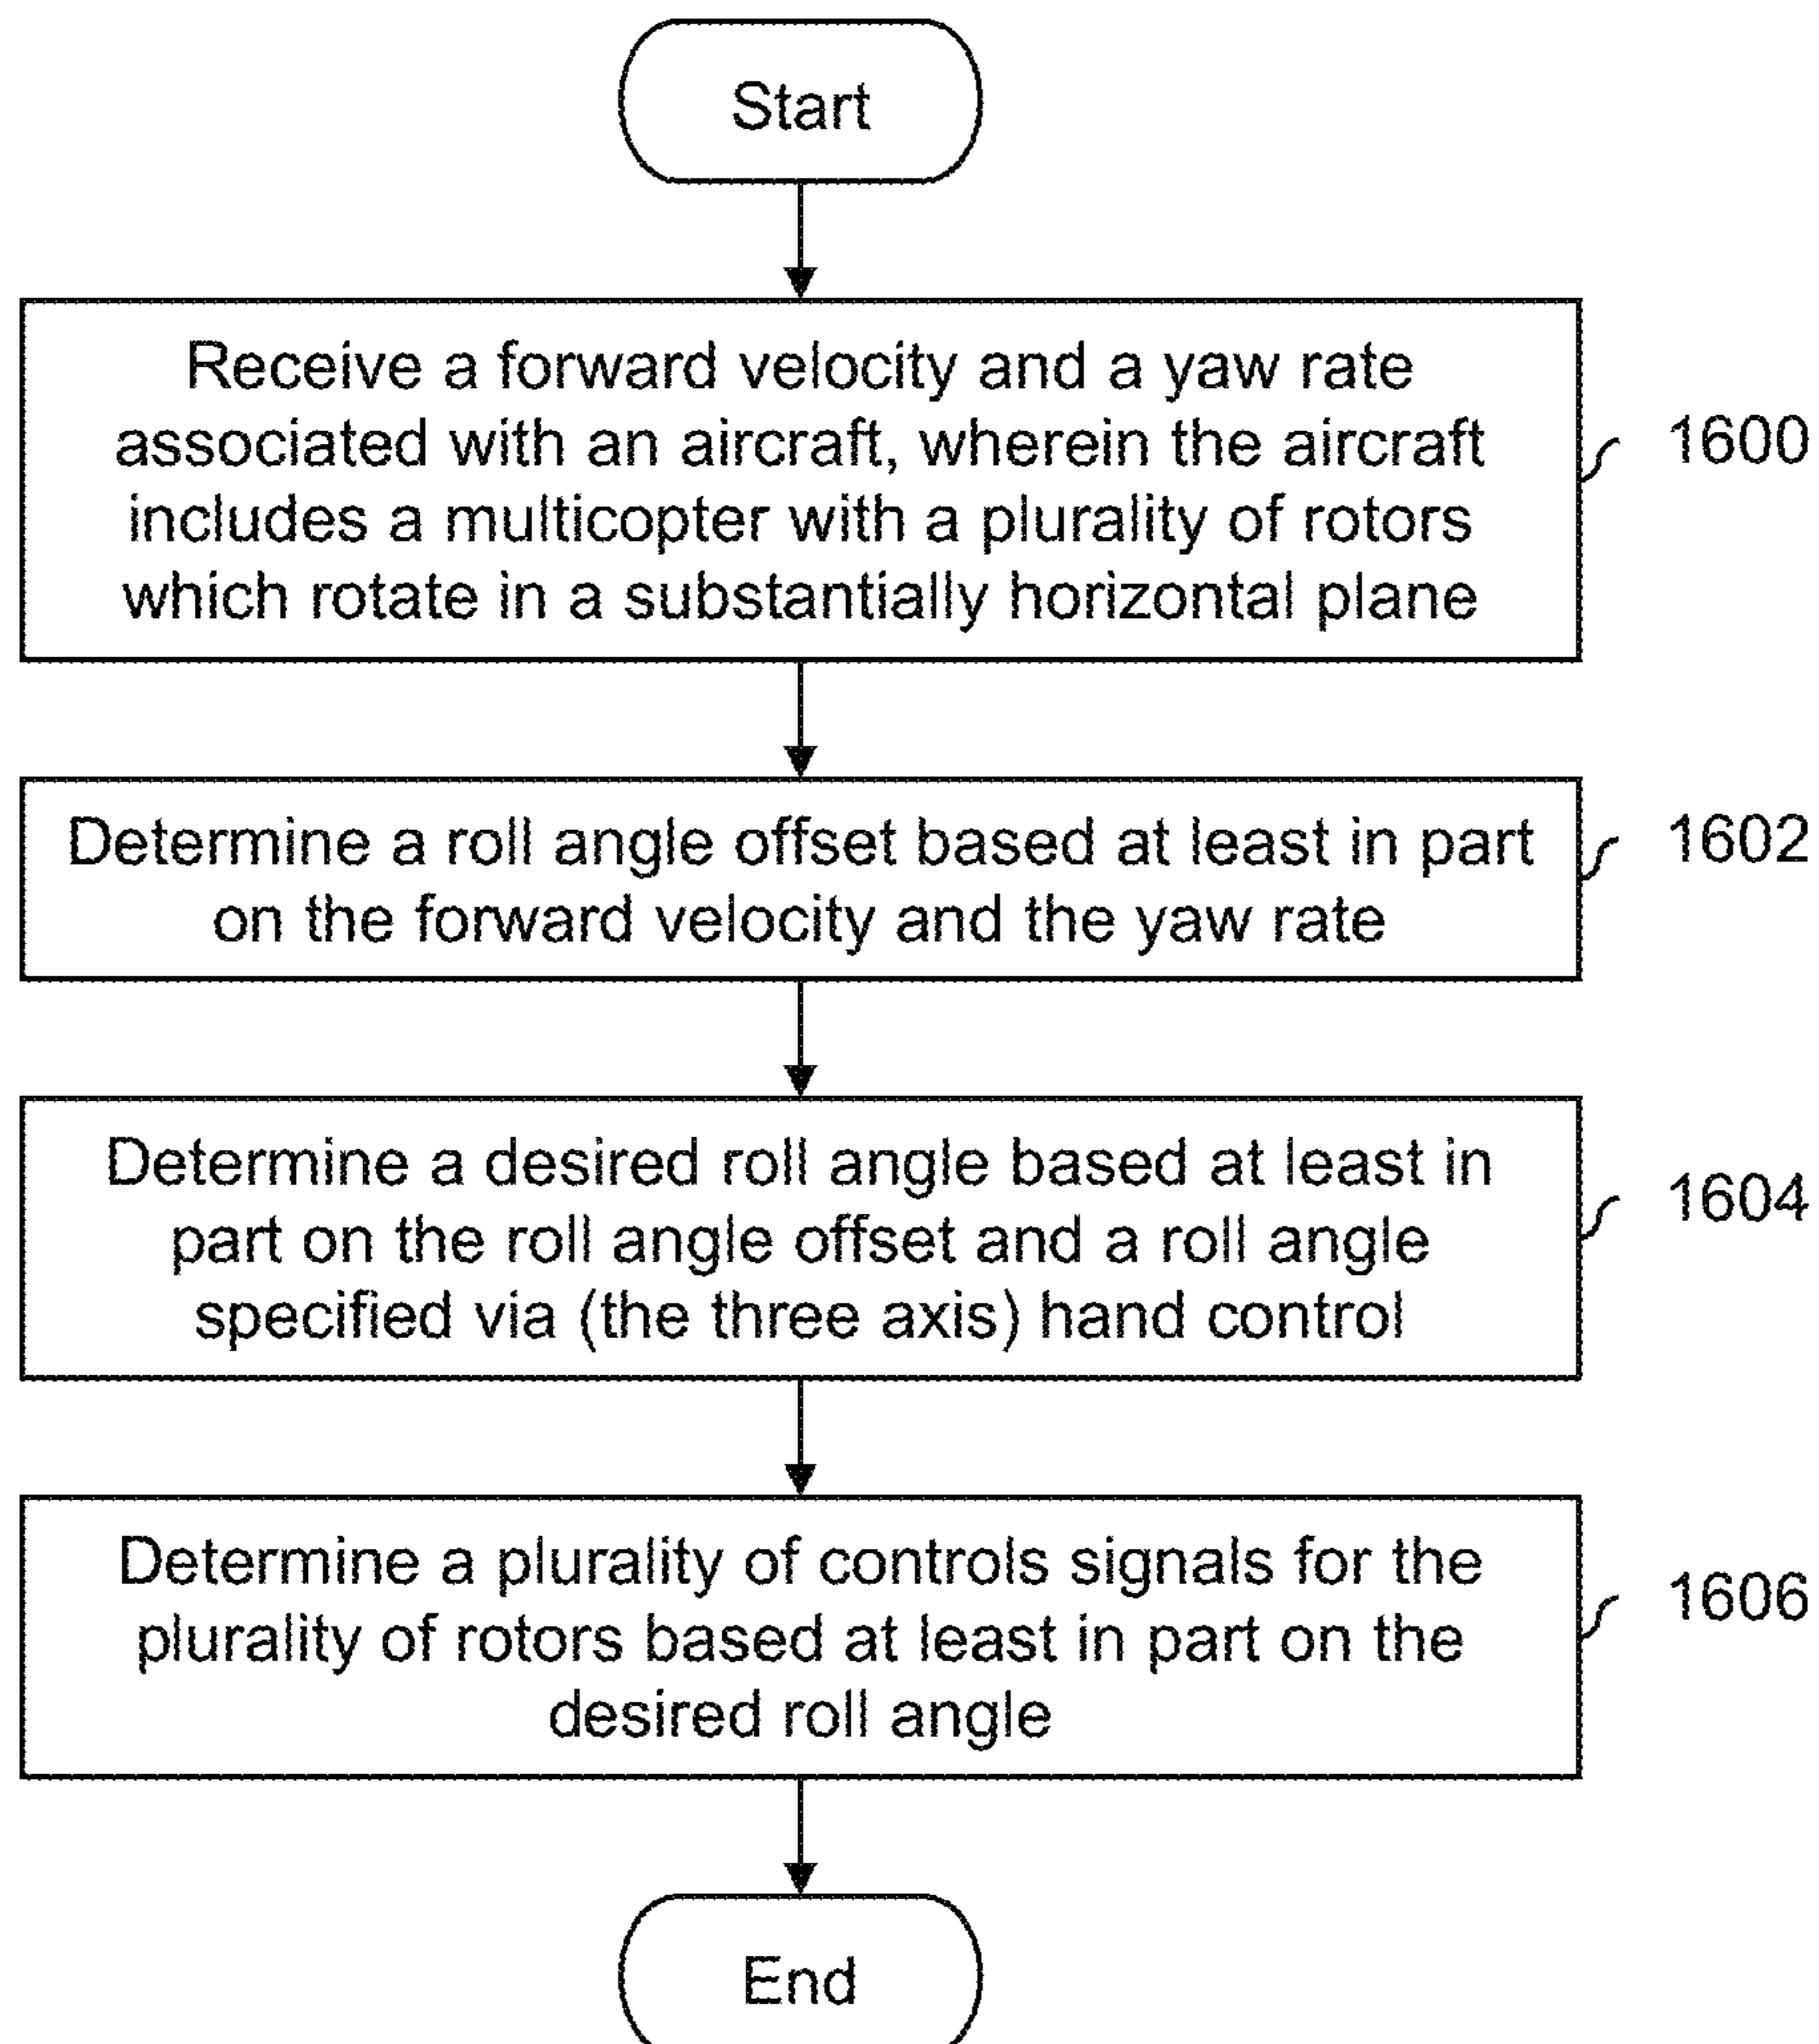 Start
Receive a forward velocity and a yaw rate
associated with an aircraft, wherein the aircraft
includes a multicopter with a plurality of rotors
which rotate in a substantially horizontal plane
1600
Determine a roll angle offset based at least in part
on the forward velocity and the yaw rate
1602
Determine a desired roll angle based at least in
part on the roll angle offset and a roll angle
specified via (the three axis) hand control
1604
Determine a plurality of controls signals for the
plurality of rotors based at least in part on the
desired roll angle
1606
End